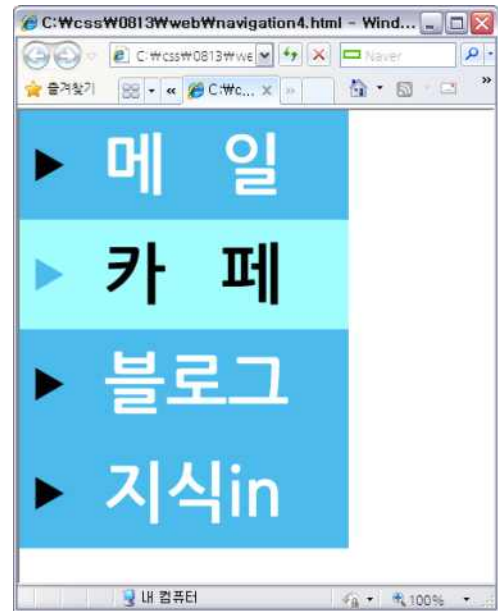 C:₩css₩0813₩web₩navigation4.html - Wind...
C:₩css₩0813₩we
Naver
즐겨찾기
C:₩c...
메 일
카 페
블로그
지식in
내 컴퓨터
100%